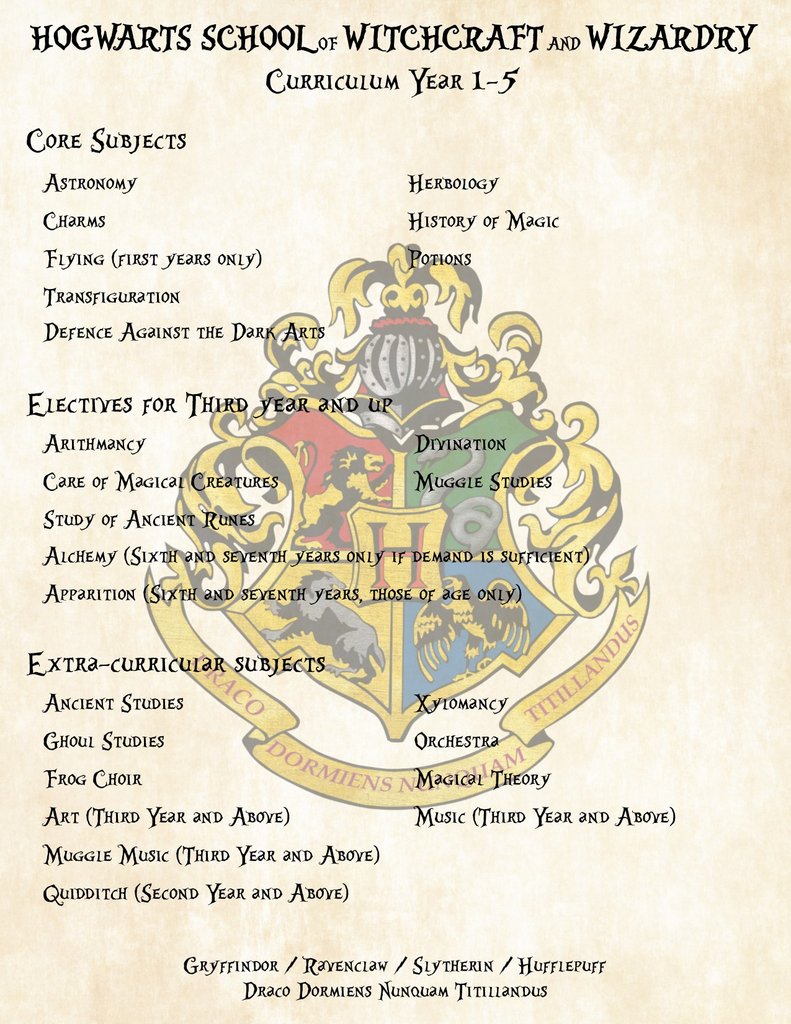 HOGWARTS SCHOOL OF WITCHCRAFT AND WIZARDRY
Curriculum Year 1-5
Core Subjects
Astronomy
Herbology
Charms
History of Magic
Flying (first years only)
Potions
Transfiguration
Defence Against the Dark Arts
Electives for Third year and up
Arithmancy
Divination
Care of Magical Creatures
Muggle Studies
Study of Ancient Runes
Alchemy (Sixth and seventh years only if demand is sufficient)
Apparition (Sixth and seventh years, those of age only)
H
Extra-curricular subjects
Ancient Studies
Xylomancy
Ghoul Studies
Orchestra
Frog Choir
Magical Theory
Art (Third Year and Above)
Music (Third Year and Above)
Muggle Music (Third Year and Above)
Quidditch (Second Year and Above)
DRACO DORMIENS NUNQUAM TITILLANDUS
Gryffindor / Ravenclaw / Slytherin / Hufflepuff
Draco Dormiens Nunquam Titillandus